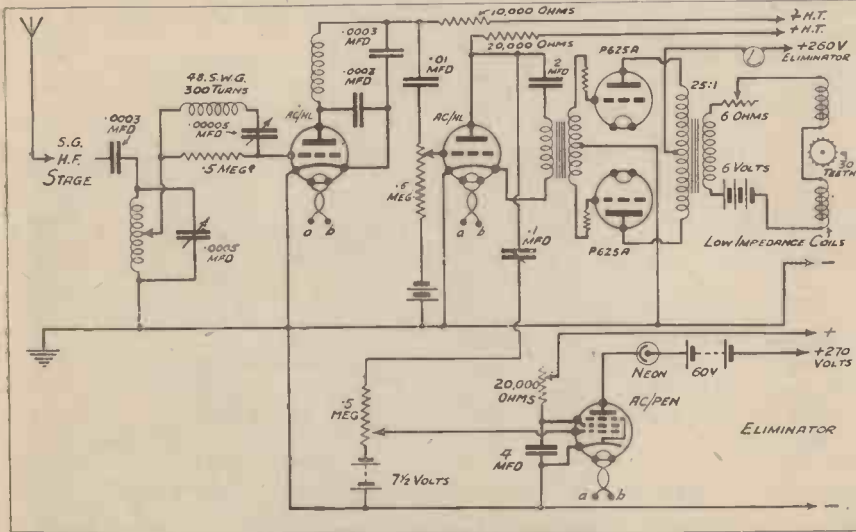 10,000 OHMS
+ H.T.
20,000 OHMS
+ H.T.
+260V
ELIMINATOR
.0003
MFD
.01
MFD
.2
MFD
P625A
48.S.W.G.
300 TURNS
.0003
MFD
AC/HL
AC/HL
25:1
6 OHMS
.0003
MFD
.00005
MFD
S.G.
H.F.
STAGE
.5 MEG
.5
MEG
6 VOLTS
30
TEETH
a b
a b
.1
MFD
P625A
LOW IMPEDANCE COILS
.0005
MFD
−
+
NEON
60V
+270
VOLTS
20,000
OHMS
AC/PEN
.5
MEG
ELIMINATOR
4
MFD
7½ VOLTS
a b
−